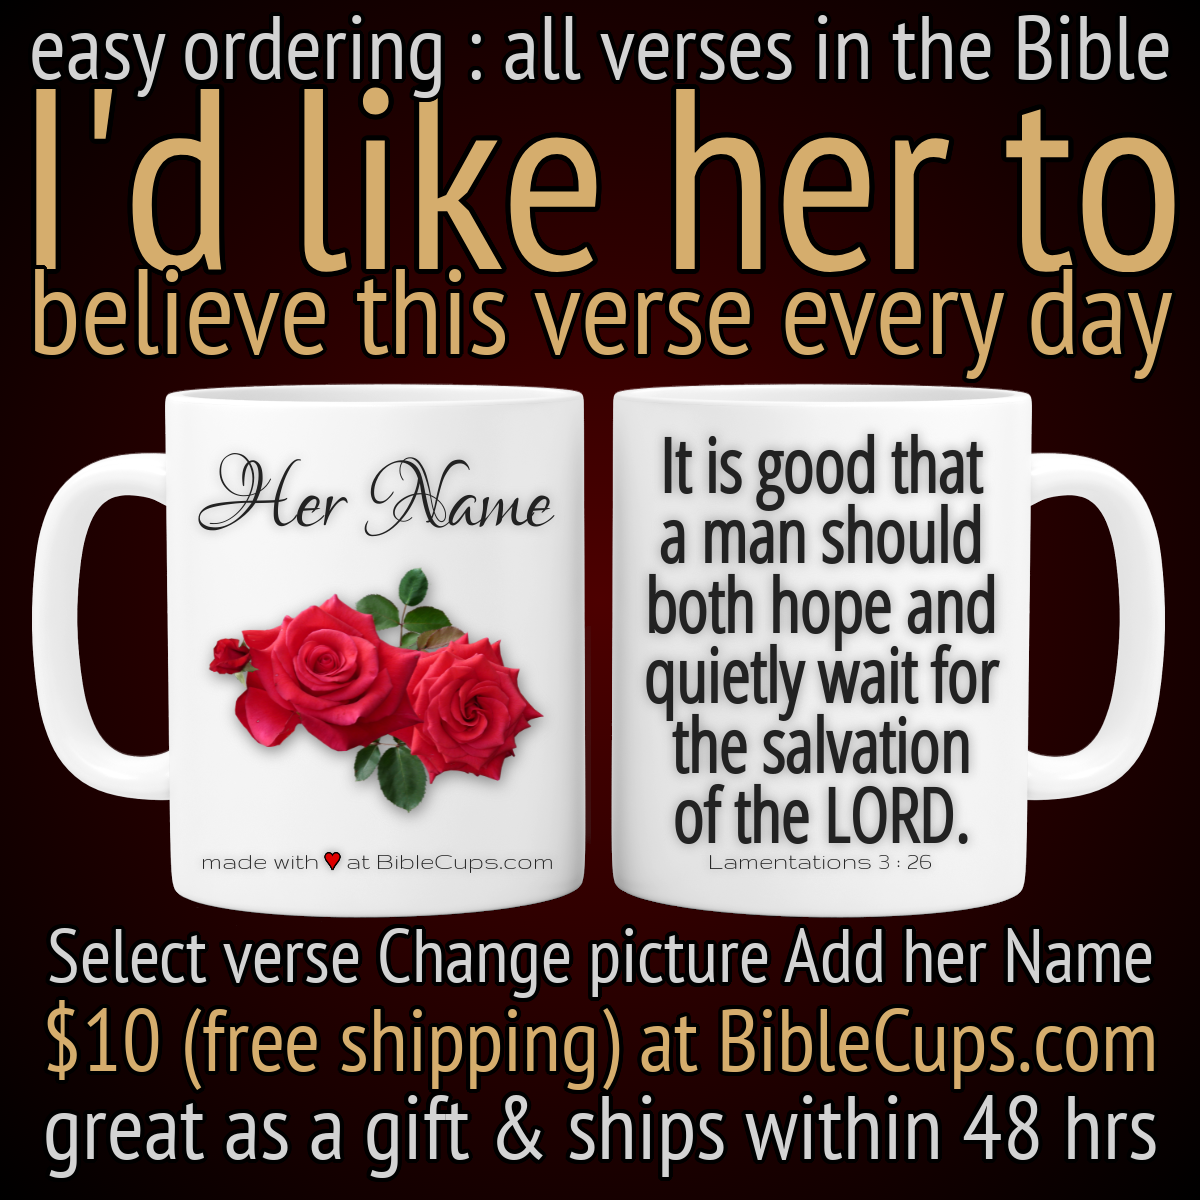 easy ordering : all verses in the Bible
I'd like her to
believe this verse every day
Her Name
made with at BibleCups.com
It is good that
a man should
both hope and
quietly wait for
the salvation
of the LORD.
Lamentations 3 : 26
Select verse Change picture Add her Name
$10 (free shipping) at BibleCups.com
great as a gift & ships within 48 hrs